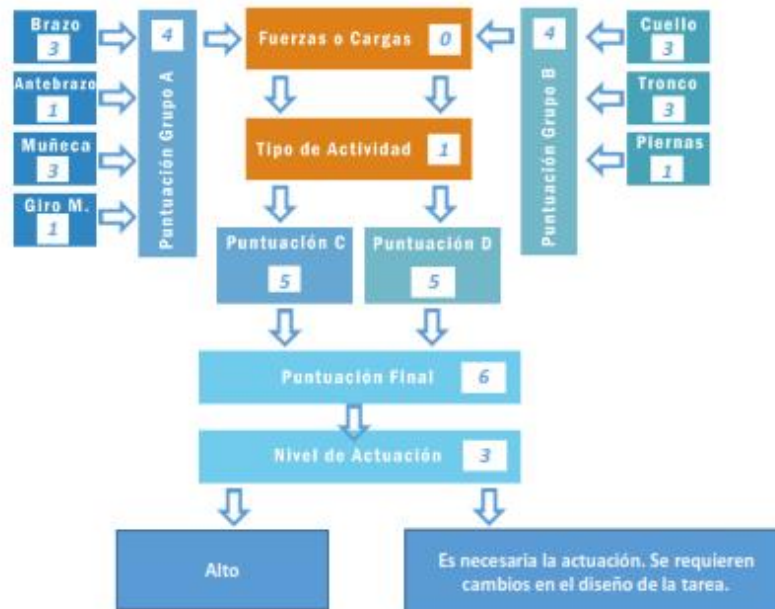 Brazo
3
Antebrazo
1
Muñeca
3
Giro M.
1
Puntuación Grupo A
4
Fuerzas o Cargas
0
Tipo de Actividad
1
Puntuación Grupo B
4
Cuello
3
Tronco
3
Piernas
1
Puntuación C
5
Puntuación D
5
Puntuación Final
6
Nivel de Actuación
3
Alto
Es necesaria la actuación. Se requieren
cambios en el diseño de la tarea.